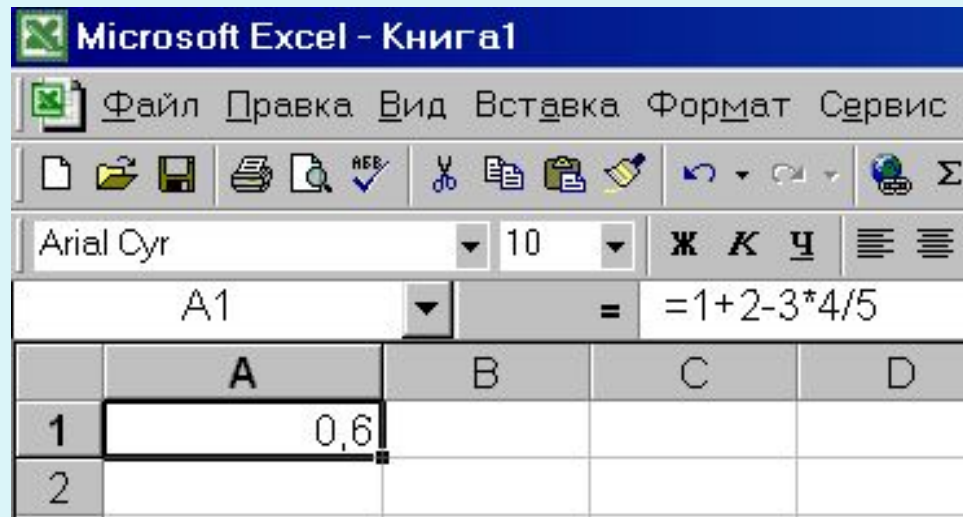 Microsoft Excel - Книга1
Файл Правка Вид Вставка Формат Сервис
АБВ Σ
Arial Cyr 10 Ж К Ч
A1 = =1+2-3*4/5
A B C D
1 0,6
2